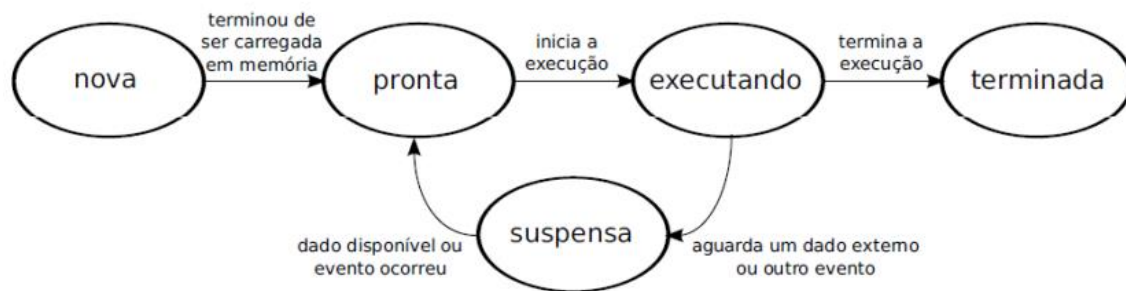 terminou de
ser carregada
em memória
inicia a
execução
termina a
execução
nova
pronta
executando
terminada
suspensa
dado disponível ou
evento ocorreu
aguarda um dado externo
ou outro evento